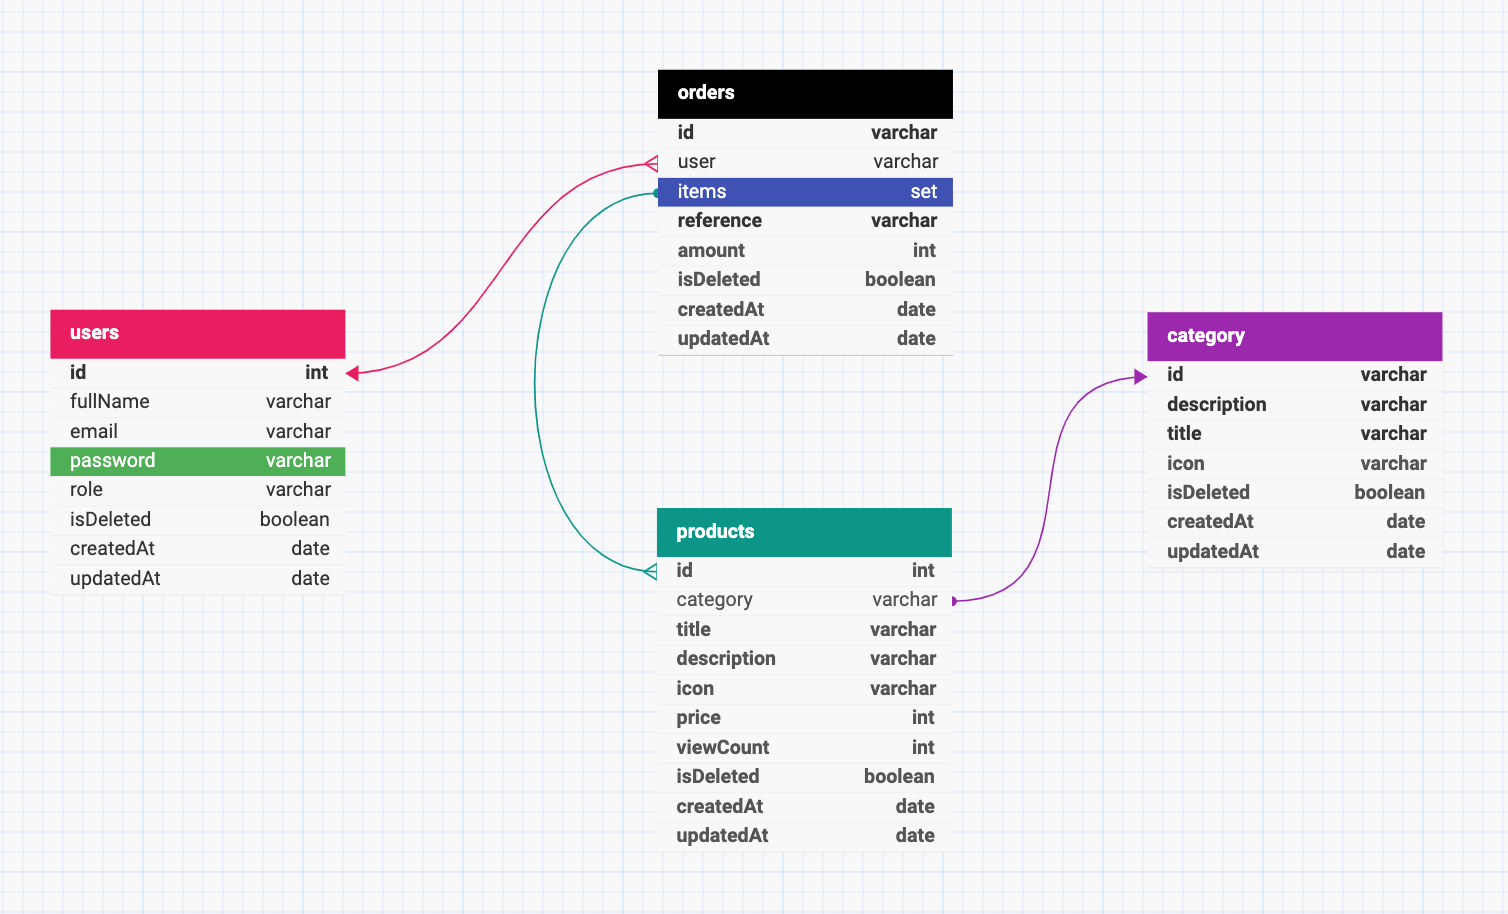 orders
id varchar
user varchar
items set
reference varchar
amount int
isDeleted boolean
createdAt date
updatedAt date
users
id int
fullName varchar
email varchar
password varchar
role varchar
isDeleted boolean
createdAt date
updatedAt date
products
id int
category varchar
title varchar
description varchar
icon varchar
price int
viewCount int
isDeleted boolean
createdAt date
updatedAt date
category
id varchar
description varchar
title varchar
icon varchar
isDeleted boolean
createdAt date
updatedAt date